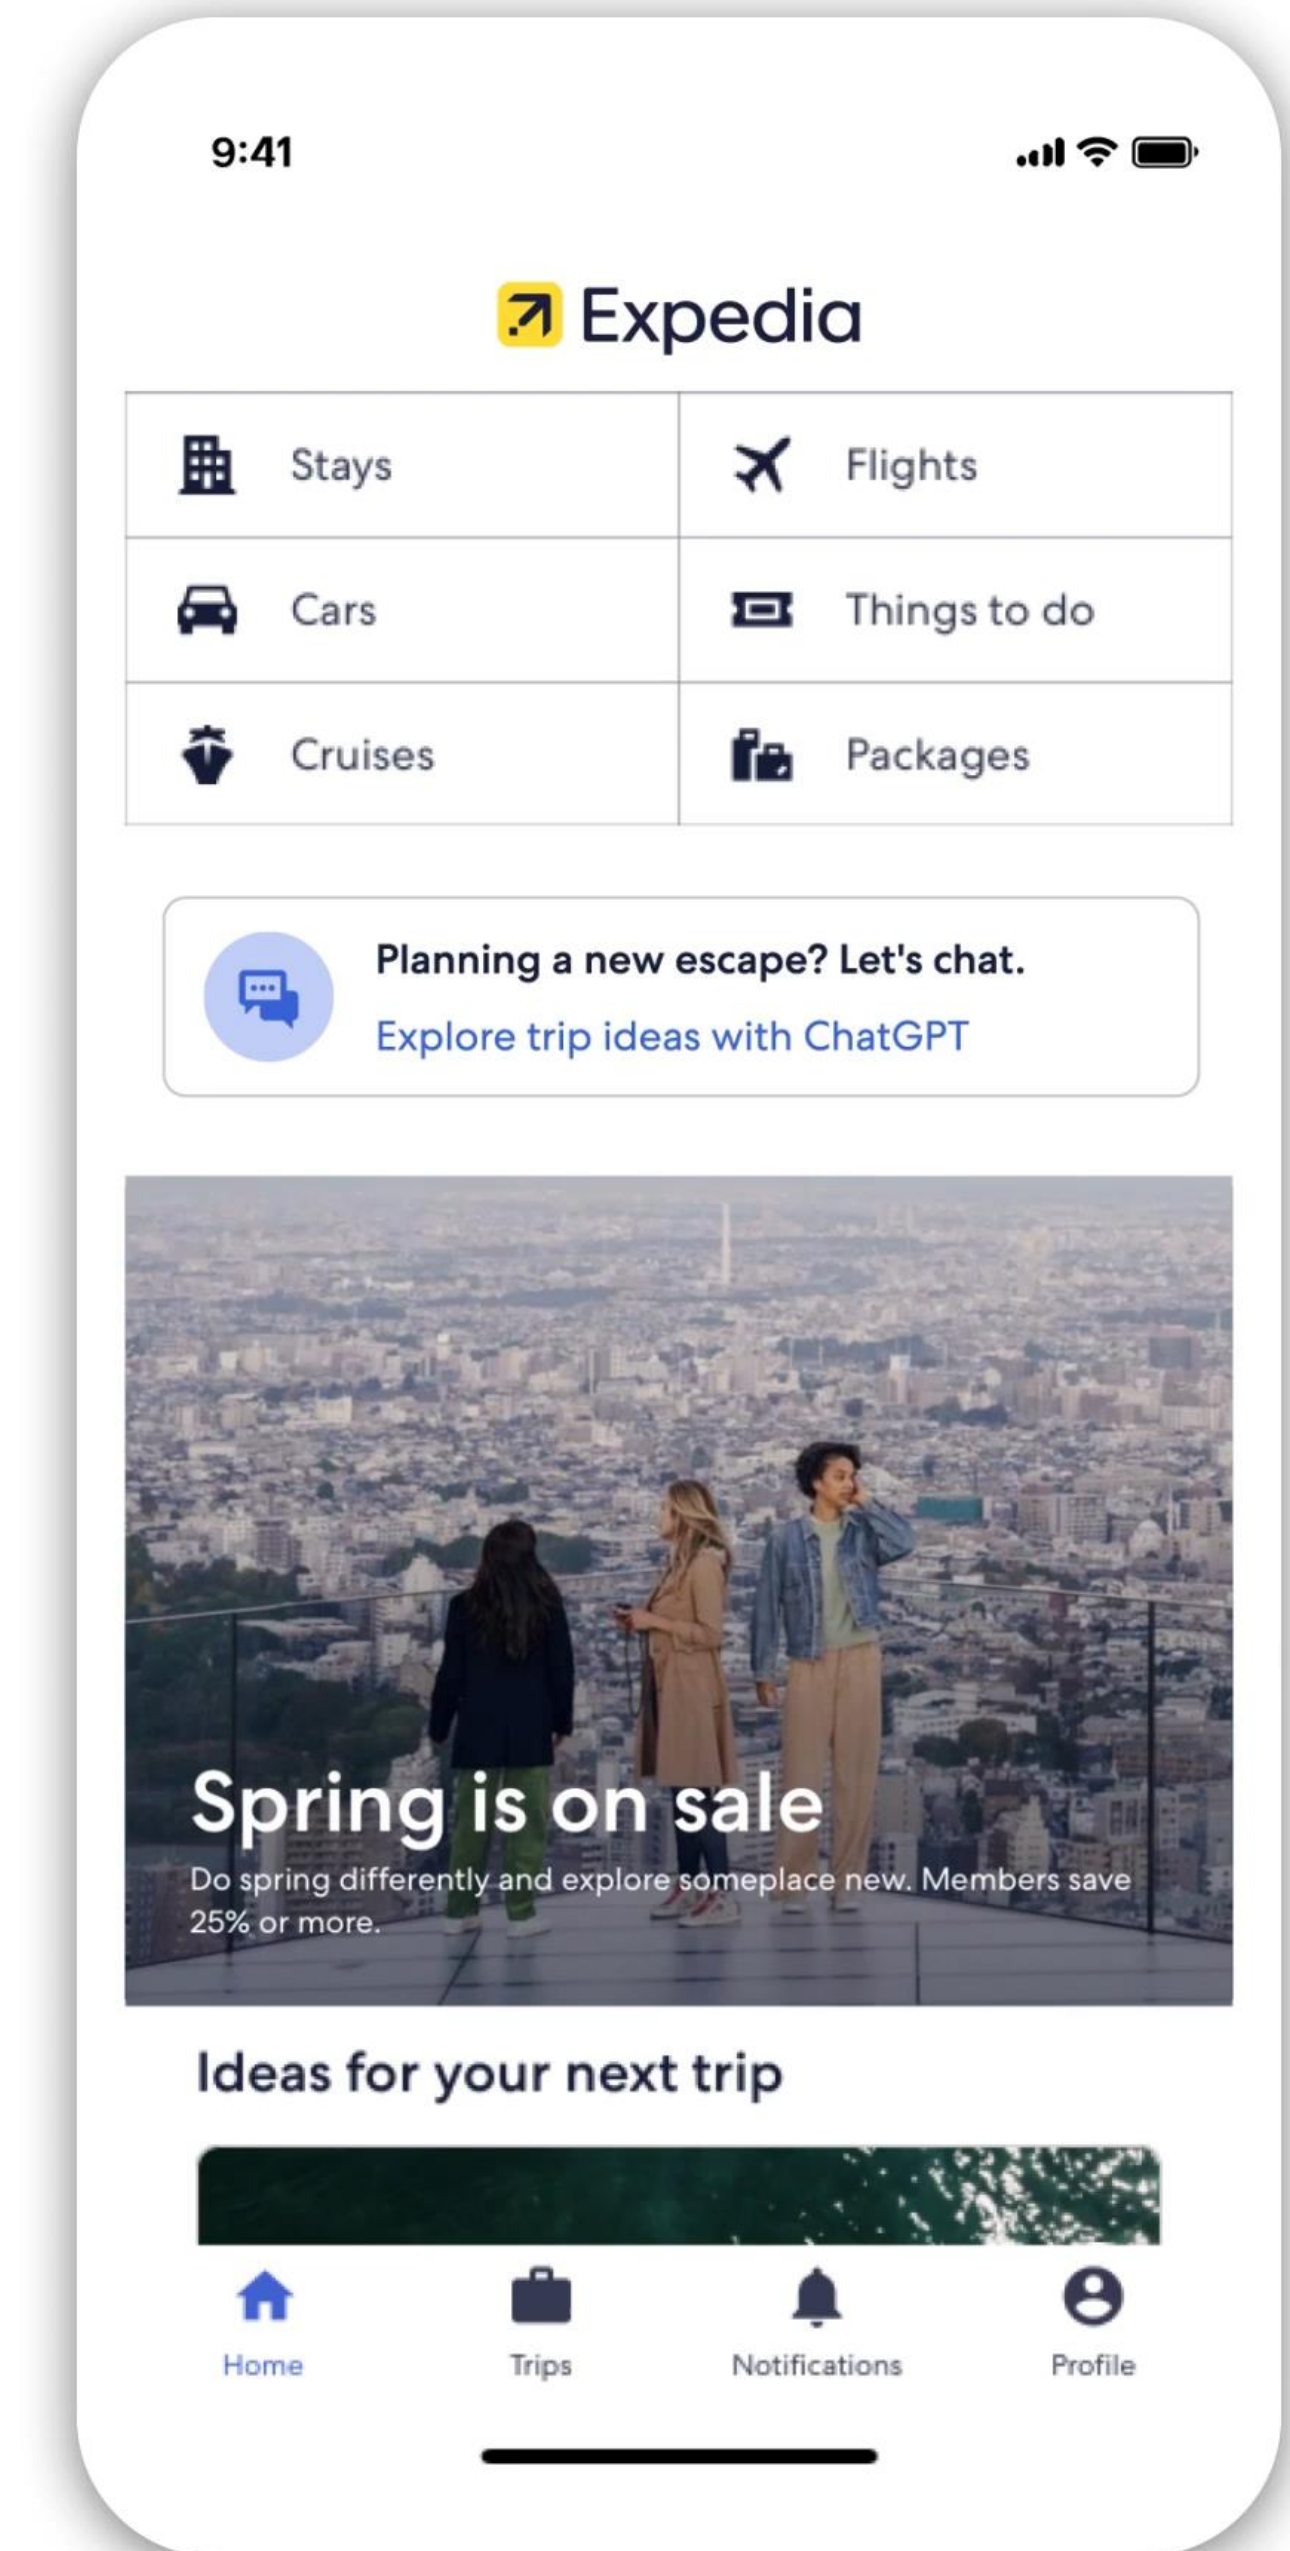 9:41
Expedia
Stays
Flights
Cars
Things to do
Cruises
Packages
Planning a new escape? Let's chat.
Explore trip ideas with ChatGPT
Spring is on sale
Do spring differently and explore someplace new. Members save
25% or more.
Ideas for your next trip
Home
Trips
Notifications
Profile